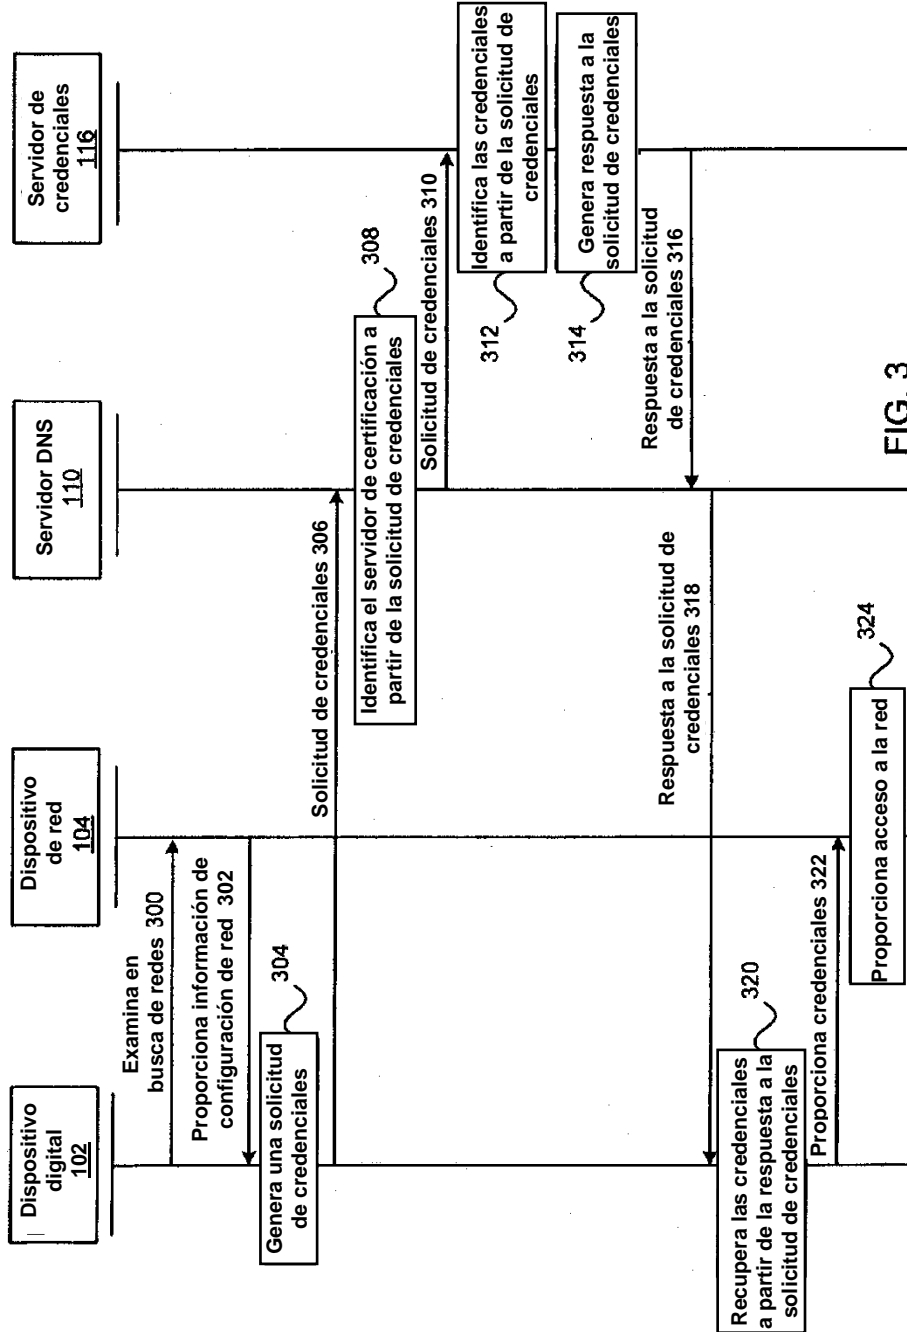 Dispositivo
digital
102
Dispositivo
de red
104
Servidor DNS
110
Servidor de
credenciales
116
Examina en
busca de redes 300
Proporciona información de
configuración de red 302
Genera una solicitud
de credenciales
304
Solicitud de credenciales 306
Identifica el servidor de certificación a
partir de la solicitud de credenciales
308
Solicitud de credenciales 310
Identifica las credenciales
a partir de la solicitud de
credenciales
312
Genera respuesta a la
solicitud de credenciales
314
Respuesta a la solicitud
de credenciales 316
Respuesta a la solicitud de
credenciales 318
Recupera las credenciales
a partir de la respuesta a la
solicitud de credenciales
320
Proporciona credenciales 322
Proporciona acceso a la red
324
FIG. 3